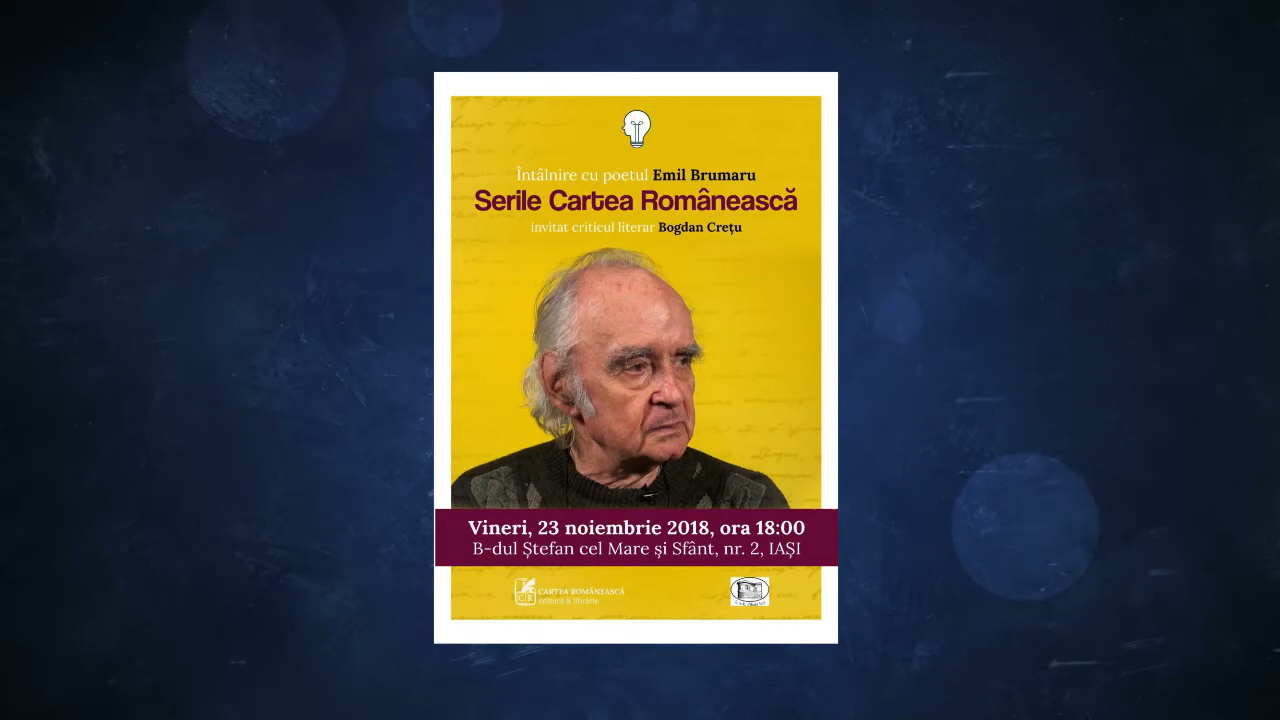 Întâlnire cu poetul Emil Brumaru
Serile Cartea Românească
invitat criticul literar Bogdan Crețu
Vineri, 23 noiembrie 2018, ora 18:00
B-dul Ștefan cel Mare și Sfânt, nr. 2, IAȘI
CR CARTEA ROMÂNEASCĂ
editură & librărie